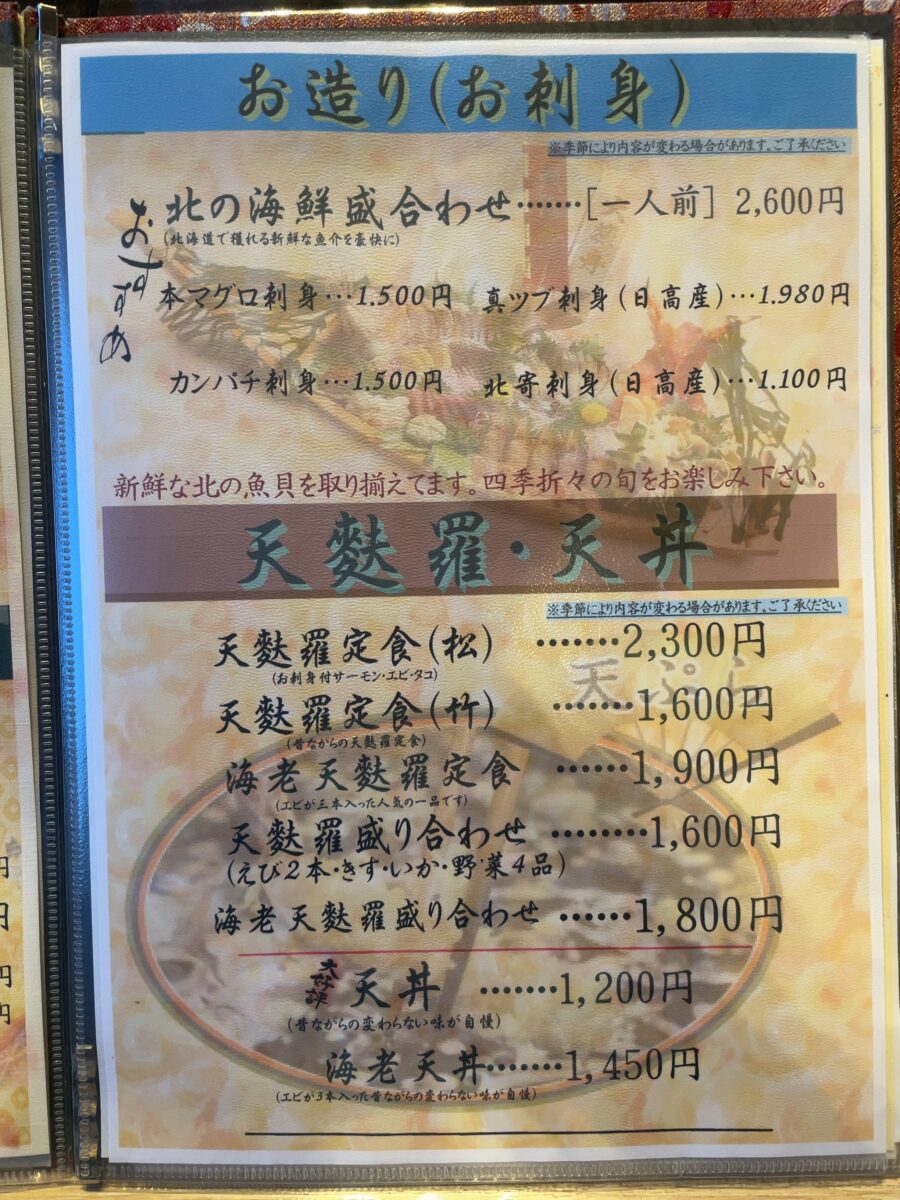 お造り(お刺身)
※季節により内容が変わる場合があります。ご了承ください
おすすめ
北の海鮮盛合わせ・・・・・・・[一人前] 2,600円
(北海道で獲れる新鮮な魚介を豪快に)
本マグロ刺身・・・1.500円 真ツブ刺身(日高産)・・・1.980円
カンパチ刺身・・・1.500円 北寄刺身(日高産)・・・1.100円
新鮮な北の魚貝を取り揃えてます。四季折々の旬をお楽しみ下さい。
天麩羅・天丼
※季節により内容が変わる場合があります。ご了承ください
天麩羅定食(松) ・・・・・・・2,300円
(お刺身付サーモン・エビ・タコ)
天ぷら
天麩羅定食(竹) ・・・・・・・1,600円
(昔ながらの天麩羅定食)
海老天麩羅定食 ・・・・・・1,900円
(エビが三本入った人気の一品です)
天麩羅盛り合わせ ・・・・・・・・1,600円
(えび2本・きす・いか・野菜4品)
海老天麩羅盛り合わせ ・・・・・・1,800円
大好評 天丼 ・・・・・・・1,200円
(昔ながらの変わらない味が自慢)
海老天丼・・・・・・・1,450円
(エビが3本入った昔ながらの変わらない味が自慢)
円
円
円
円